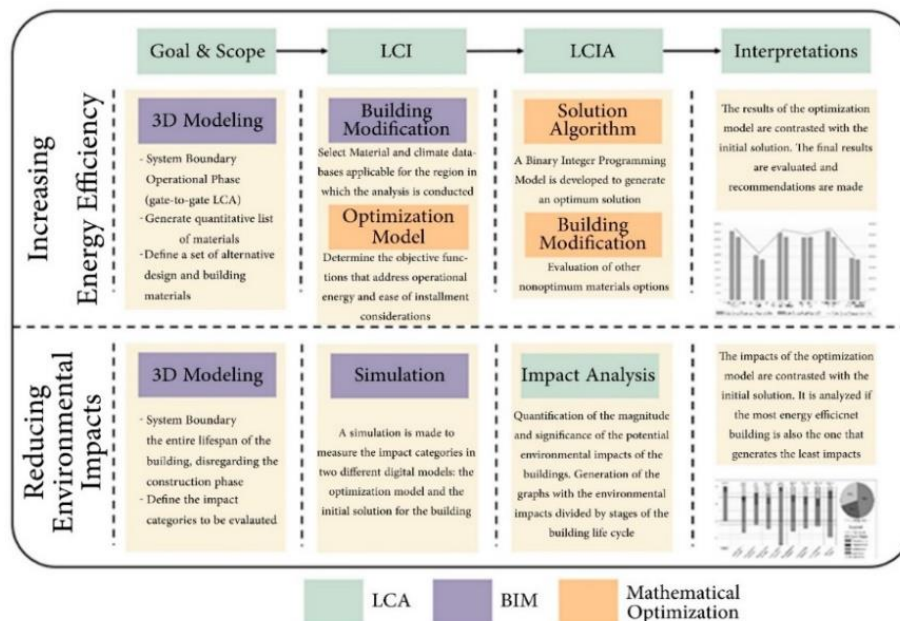 Goal & Scope
LCI
LCIA
Interpretations
Increasing
Energy Efficiency
3D Modeling
- System Boundary
Operational Phase
(gate-to-gate LCA)
- Generate quantitative list
of materials
- Define a set of alternative
design and building
materials
Building
Modification
Select Material and climate data-
bases applicable for the region in
which the analysis is conducted
Optimization
Model
Determine the objective func-
tions that address operational
energy and ease of installment
considerations
Solution
Algorithm
A Binary Integer Programming
Model is developed to generate
an optimum solution
Building
Modification
Evaluation of other
nonoptimum materials options
The results of the optimization
model are contrasted with the
initial solution. The final
results are evaluated and
recommendations are made
Reducing
Environmental
Impacts
3D Modeling
- System Boundary
the entire lifespan of the
building, disregarding the
construction phase
- Define the impact
categories to be evalauted
Simulation
A simulation is made to
measure the impact categories in
two different digital models: the
optimization model and the
initial solution for the building
Impact Analysis
Quantification of the magnitude
and significance of the potential
environmental impacts of the
buildings. Generation of the
graphs with the environmental
impacts divided by stages of the
building life cycle
The impacts of the optimization
model are contrasted with the
initial solution. It is analyzed if
the most energy efficicnet
building is also the one that
generates the least impacts
LCA
BIM
Mathematical
Optimization